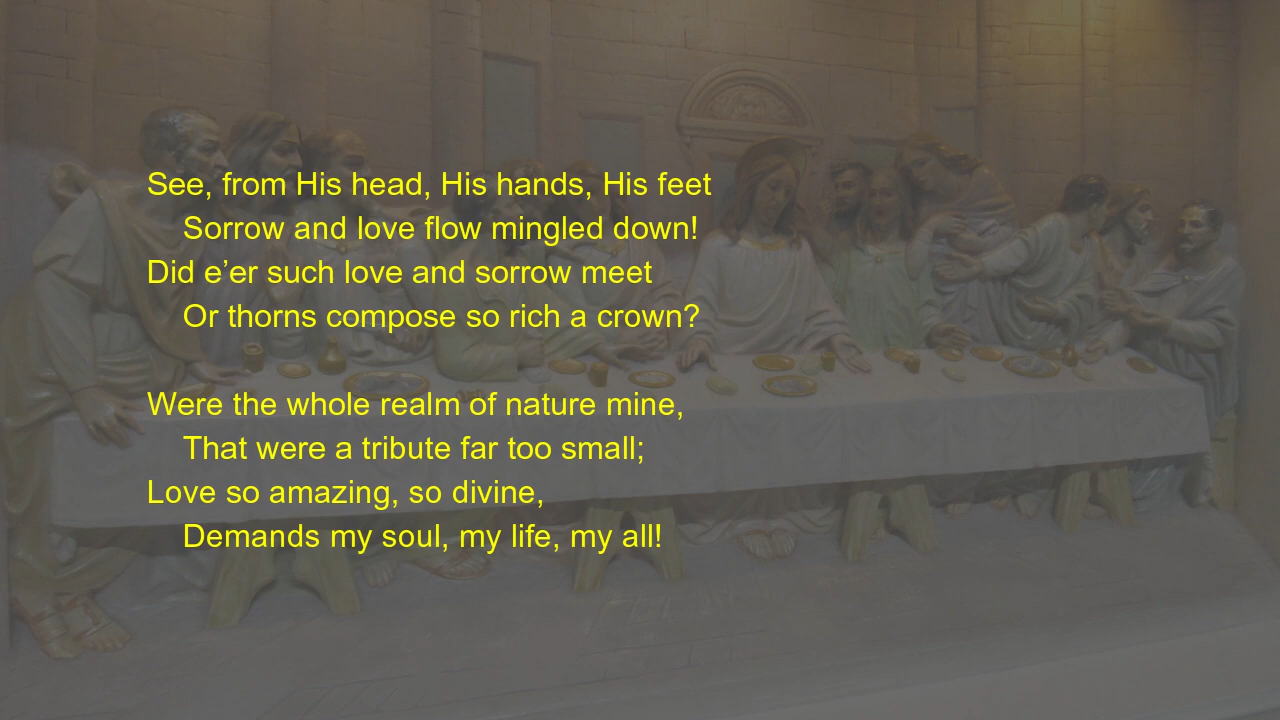 See, from His head, His hands, His feet
Sorrow and love flow mingled down!
Did e’er such love and sorrow meet
Or thorns compose so rich a crown?
Were the whole realm of nature mine,
That were a tribute far too small;
Love so amazing, so divine,
Demands my soul, my life, my all!